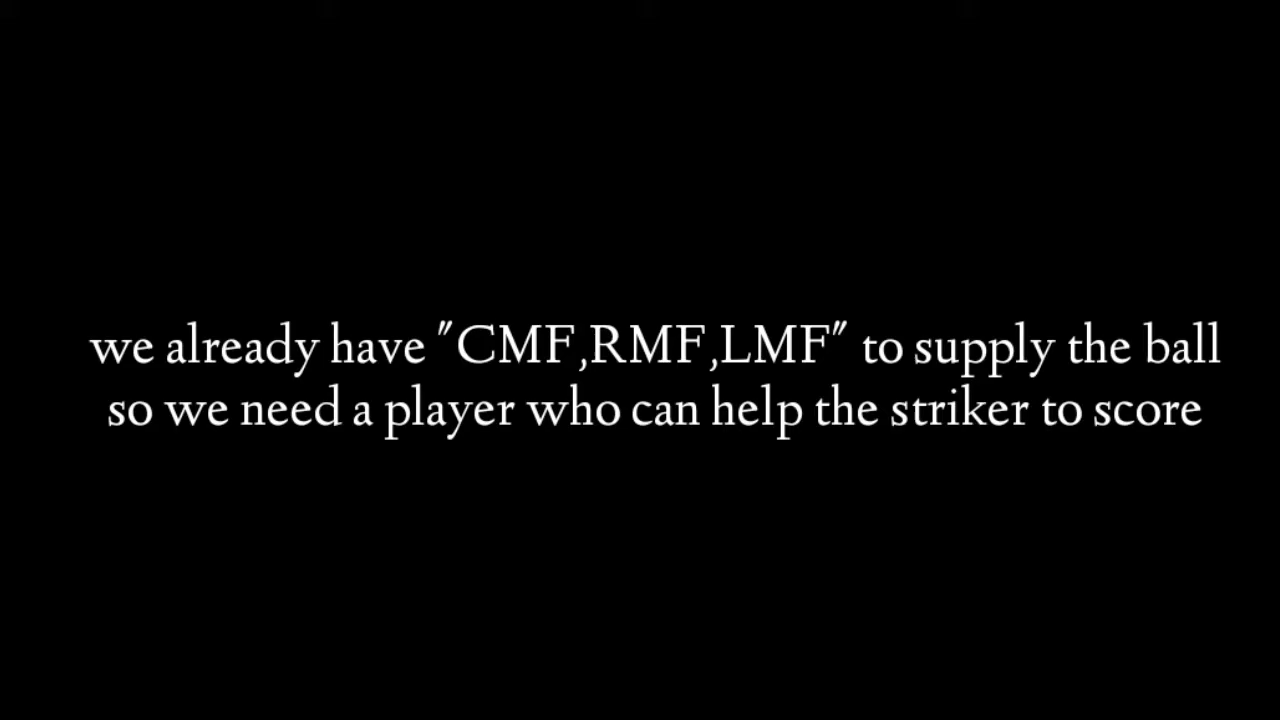 we already have "CMF,RMF,LMF" to supply the ball
so we need a player who can help the striker to score